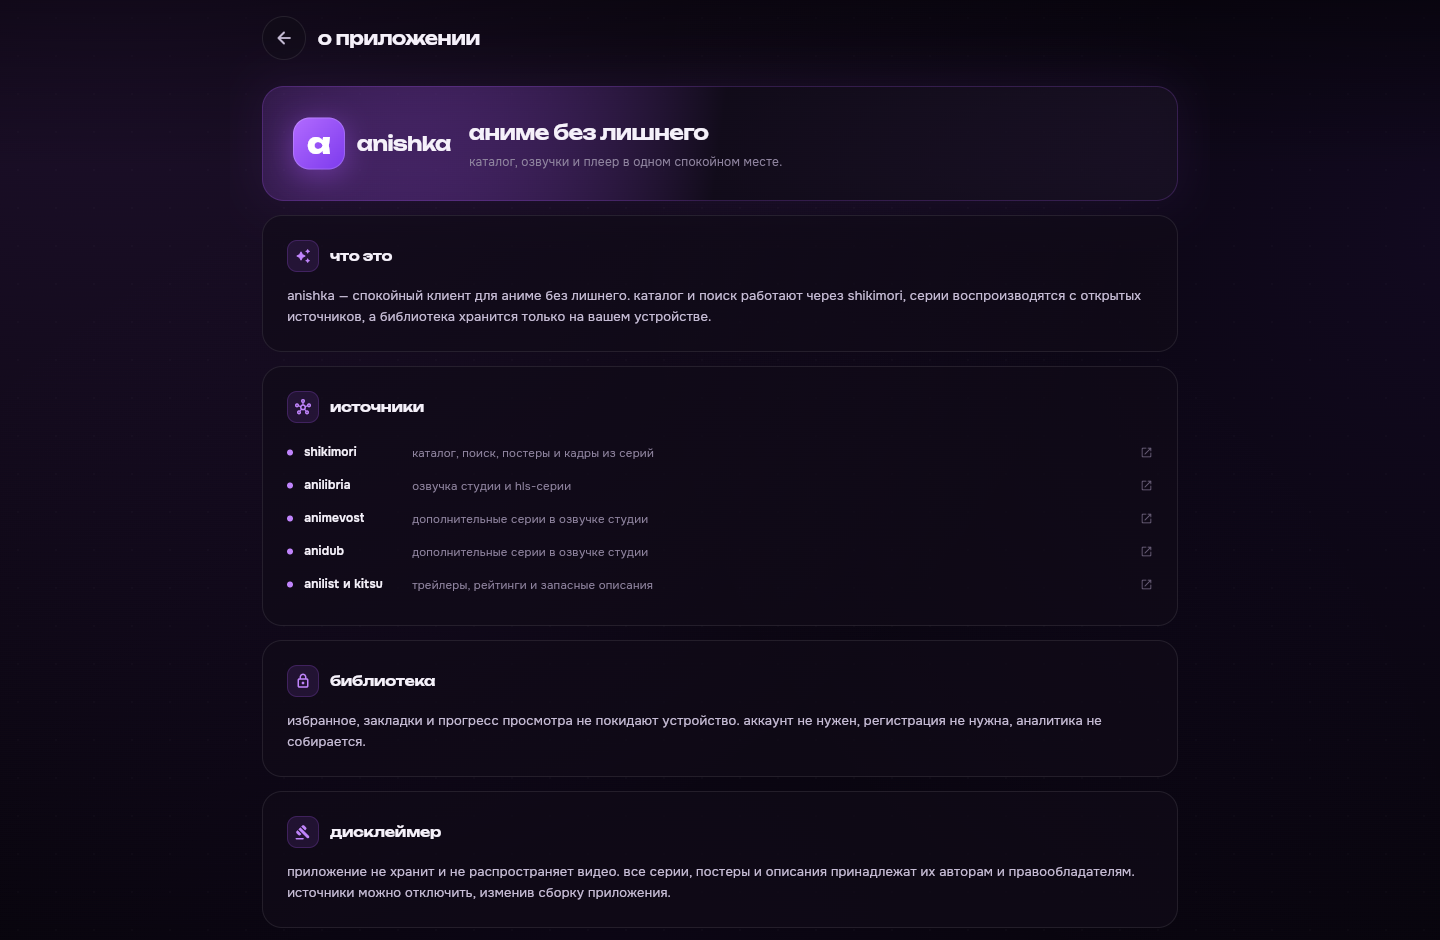 о приложении
a anishka
аниме без лишнего
каталог, озвучки и плеер в одном спокойном месте.
что это
anishka — спокойный клиент для аниме без лишнего. каталог и поиск работают через shikimori, серии воспроизводятся с открытых
источников, а библиотека хранится только на вашем устройстве.
источники
shikimori каталог, поиск, постеры и кадры из серий
anilibria озвучка студии и hls-серии
animevost дополнительные серии в озвучке студии
anidub дополнительные серии в озвучке студии
anilist и kitsu трейлеры, рейтинги и запасные описания
библиотека
избранное, закладки и прогресс просмотра не покидают устройство. аккаунт не нужен, регистрация не нужна, аналитика не
собирается.
дисклеймер
приложение не хранит и не распространяет видео. все серии, постеры и описания принадлежат их авторам и правообладателям.
источники можно отключить, изменив сборку приложения.